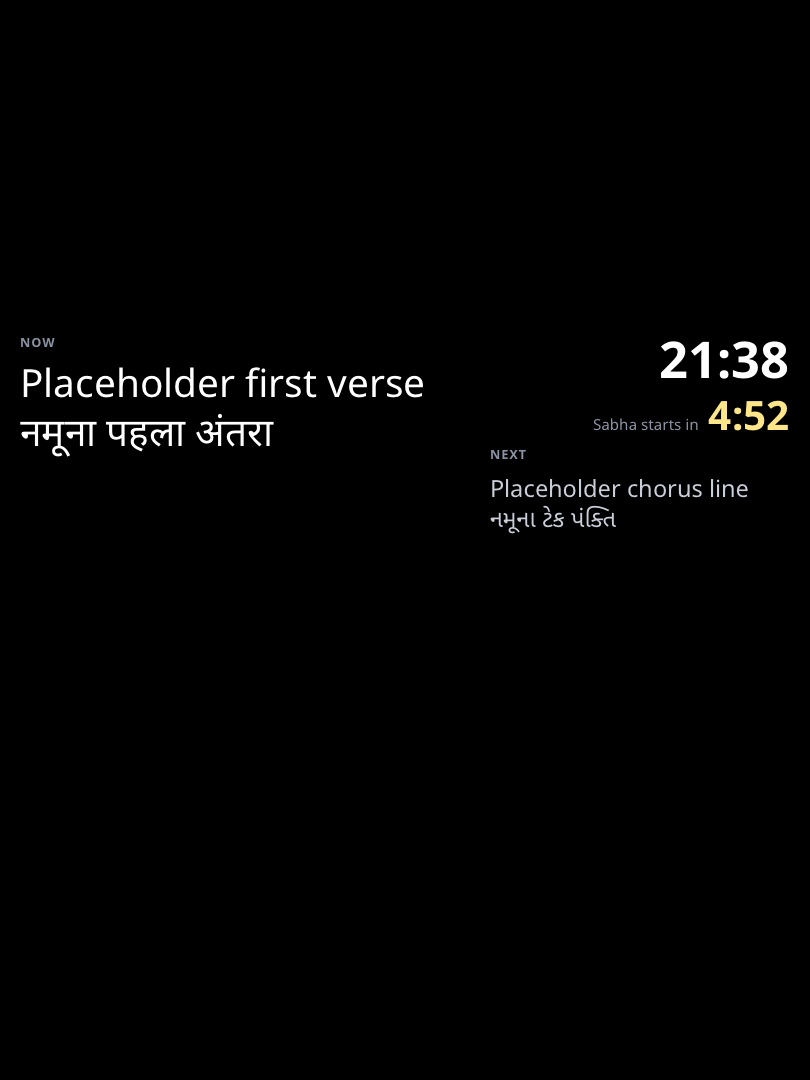 NOW
Placeholder first verse
नमूना पहला अंतरा
21:38
Sabha starts in 4:52
NEXT
Placeholder chorus line
નમૂના ટેક પંક્તિ